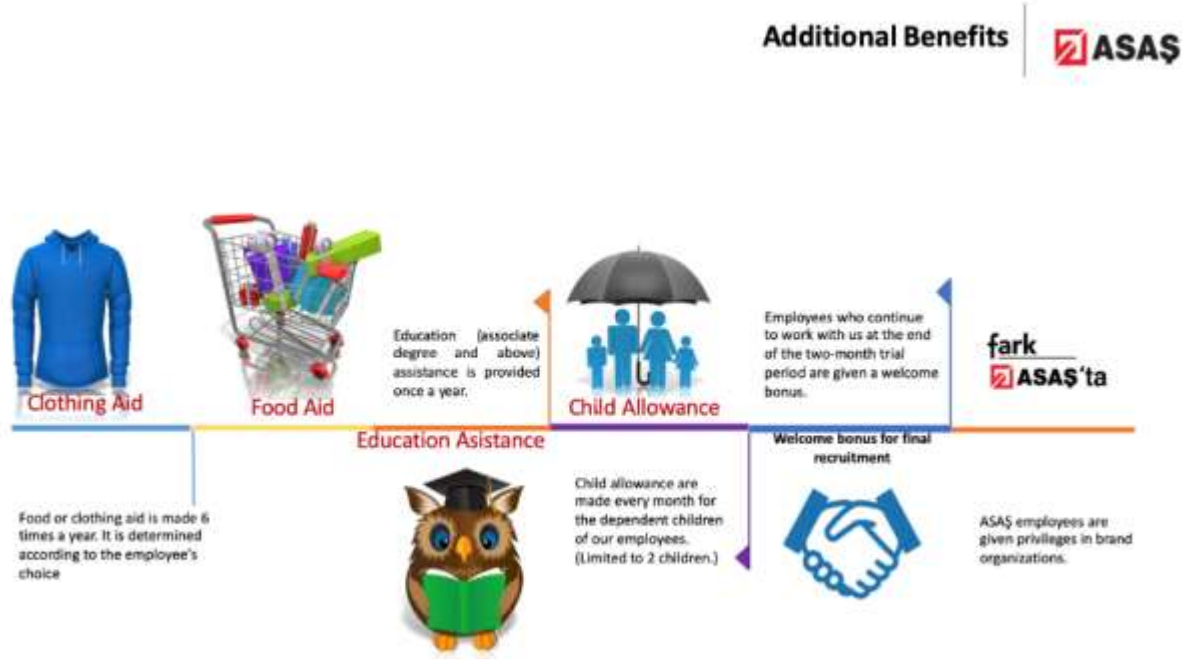 Additional Benefits
ASAŞ
Clothing Aid
Food Aid
Education (associate
degree and above)
assistance is provided
once a year.
Education Asistance
Child Allowance
Employees who continue
to work with us at the end
of the two-month trial
period are given a welcome
bonus.
fark
ASAŞ'ta
Welcome bonus for final
recruitment
Food or clothing aid is made 6
times a year. It is determined
according to the employee's
choice
Child allowance are
made every month for
the dependent children
of our employees.
(Limited to 2 children.)
ASAŞ employees are
given privileges in brand
organizations.